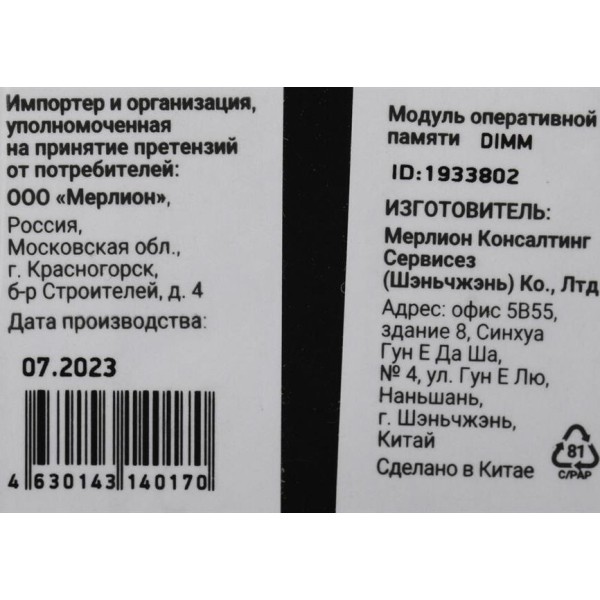 Импортер и организация,
уполномоченная
на принятие претензий
от потребителей:
ООО «Мерлион»,
Россия,
Московская обл.,
г. Красногорск,
б-р Строителей, д. 4
Дата производства:
07.2023
4 630143 140170
Модуль оперативной
памяти DIMM
ID:1933802
ИЗГОТОВИТЕЛЬ:
Мерлион Консалтинг
Сервисез
(Шэньчжэнь) Ко., Лтд
Адрес: офис 5В55,
здание 8, Синхуа
Гун Е Да Ша,
№ 4, ул. Гун Е Лю,
Наньшань,
г. Шэньчжэнь,
Китай
Сделано в Китае
81
C/PAP